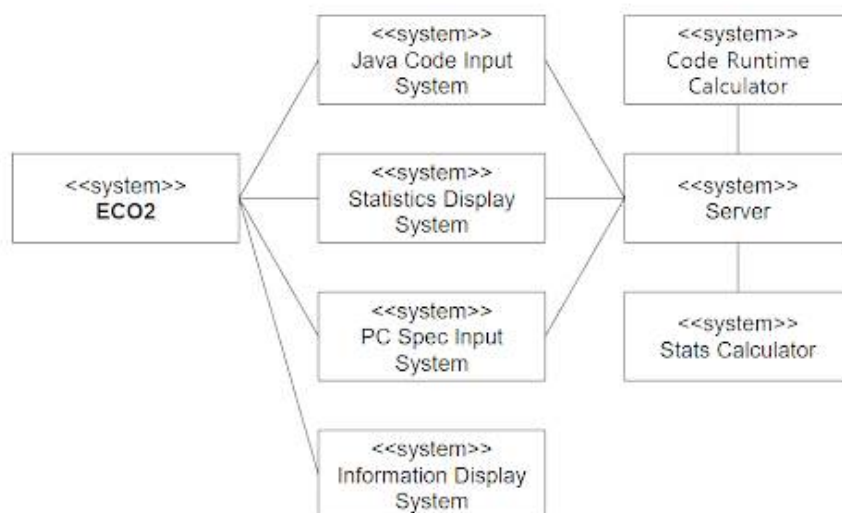 <<system>>
Java Code Input
System
<<system>>
Code Runtime
Calculator
<<system>>
ECO2
<<system>>
Statistics Display
System
<<system>>
Server
<<system>>
PC Spec Input
System
<<system>>
Stats Calculator
<<system>>
Information Display
System